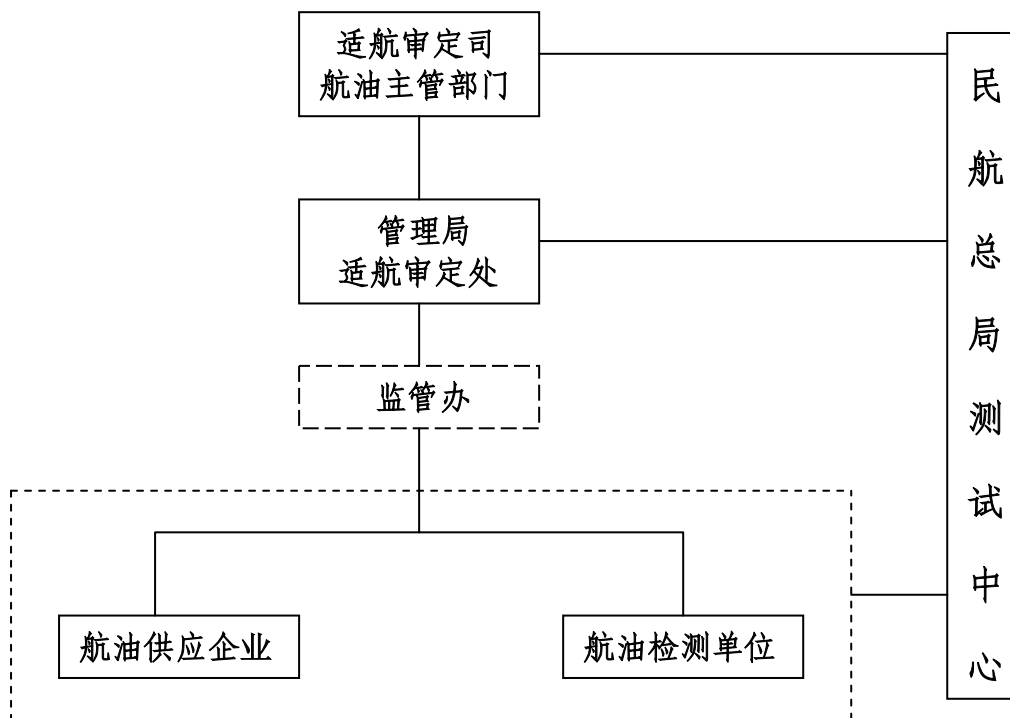 适航审定司
航油主管部门
管理局
适航审定处
监管办
航油供应企业
航油检测单位
民航总局测试中心